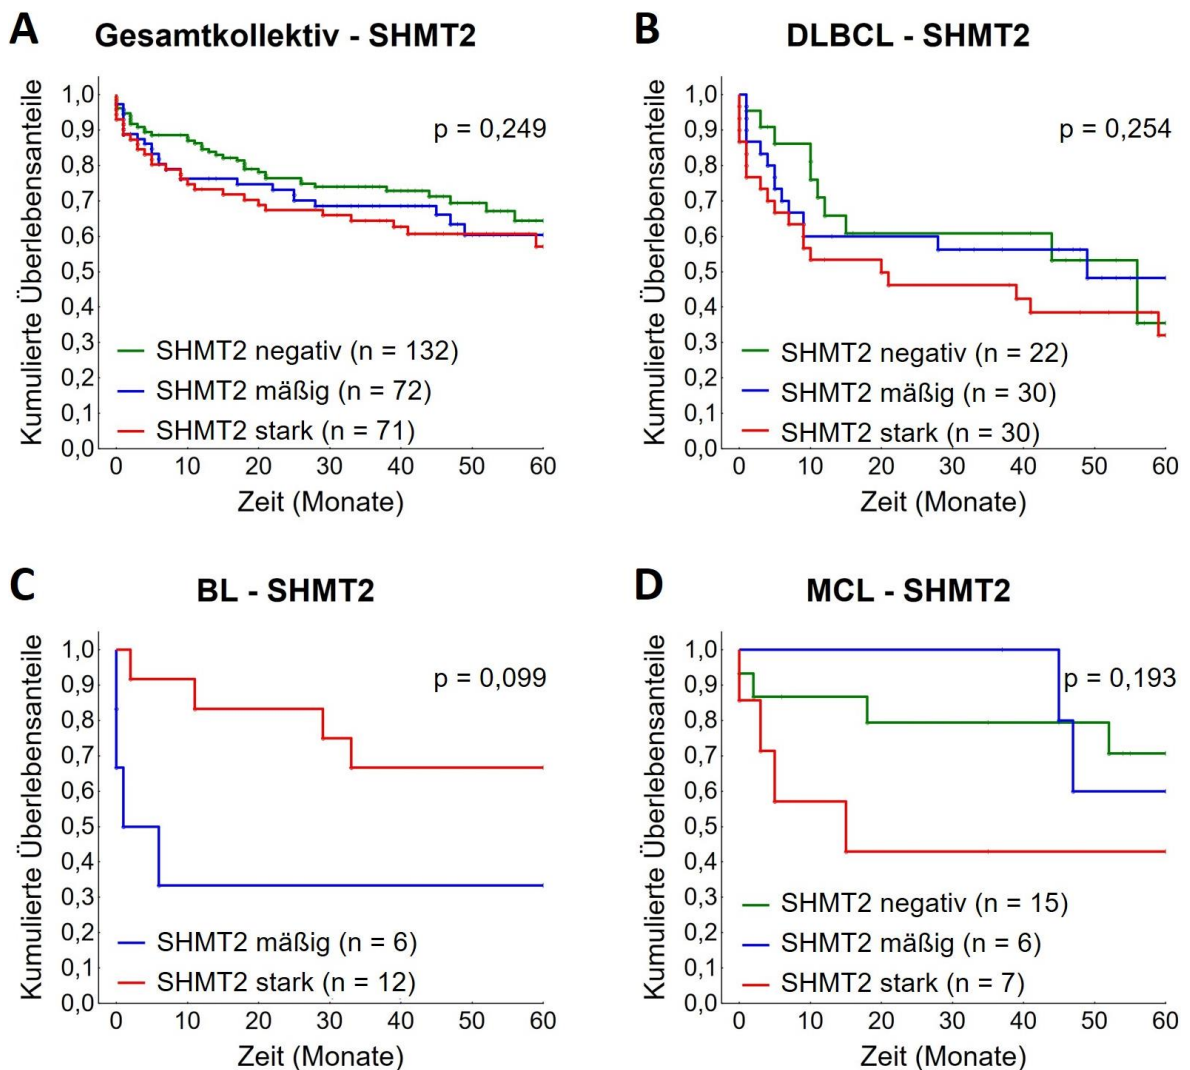 A
Gesamtkollektiv - SHMT2
Kumulierte Überlebensanteile
1,0
0,9
0,8
0,7
0,6
0,5
0,4
0,3
0,2
0,1
0,0
p = 0,249
SHMT2 negativ (n = 132)
SHMT2 mäßig (n = 72)
SHMT2 stark (n = 71)
0 10 20 30 40 50 60
Zeit (Monate)
B
DLBCL - SHMT2
Kumulierte Überlebensanteile
1,0
0,9
0,8
0,7
0,6
0,5
0,4
0,3
0,2
0,1
0,0
p = 0,254
SHMT2 negativ (n = 22)
SHMT2 mäßig (n = 30)
SHMT2 stark (n = 30)
0 10 20 30 40 50 60
Zeit (Monate)
C
BL - SHMT2
Kumulierte Überlebensanteile
1,0
0,9
0,8
0,7
0,6
0,5
0,4
0,3
0,2
0,1
0,0
p = 0,099
SHMT2 mäßig (n = 6)
SHMT2 stark (n = 12)
0 10 20 30 40 50 60
Zeit (Monate)
D
MCL - SHMT2
Kumulierte Überlebensanteile
1,0
0,9
0,8
0,7
0,6
0,5
0,4
0,3
0,2
0,1
0,0
p = 0,193
SHMT2 negativ (n = 15)
SHMT2 mäßig (n = 6)
SHMT2 stark (n = 7)
0 10 20 30 40 50 60
Zeit (Monate)